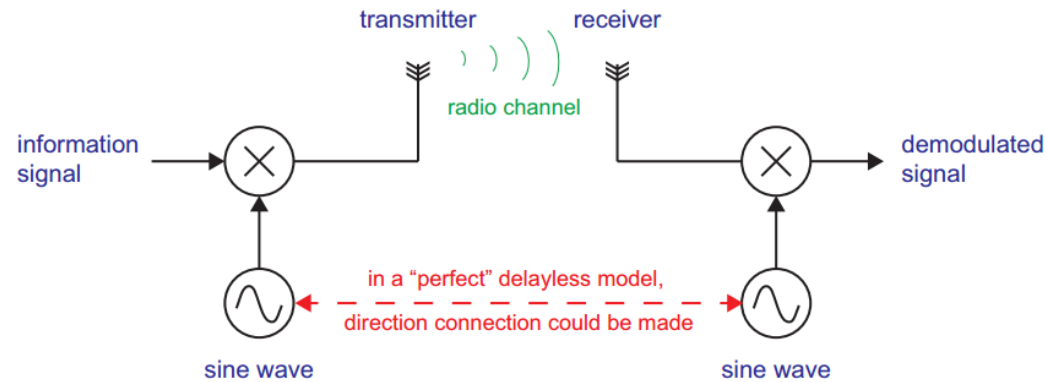 transmitter
receiver
radio channel
information
signal
demodulated
signal
in a “perfect” delayless model,
direction connection could be made
sine wave
sine wave